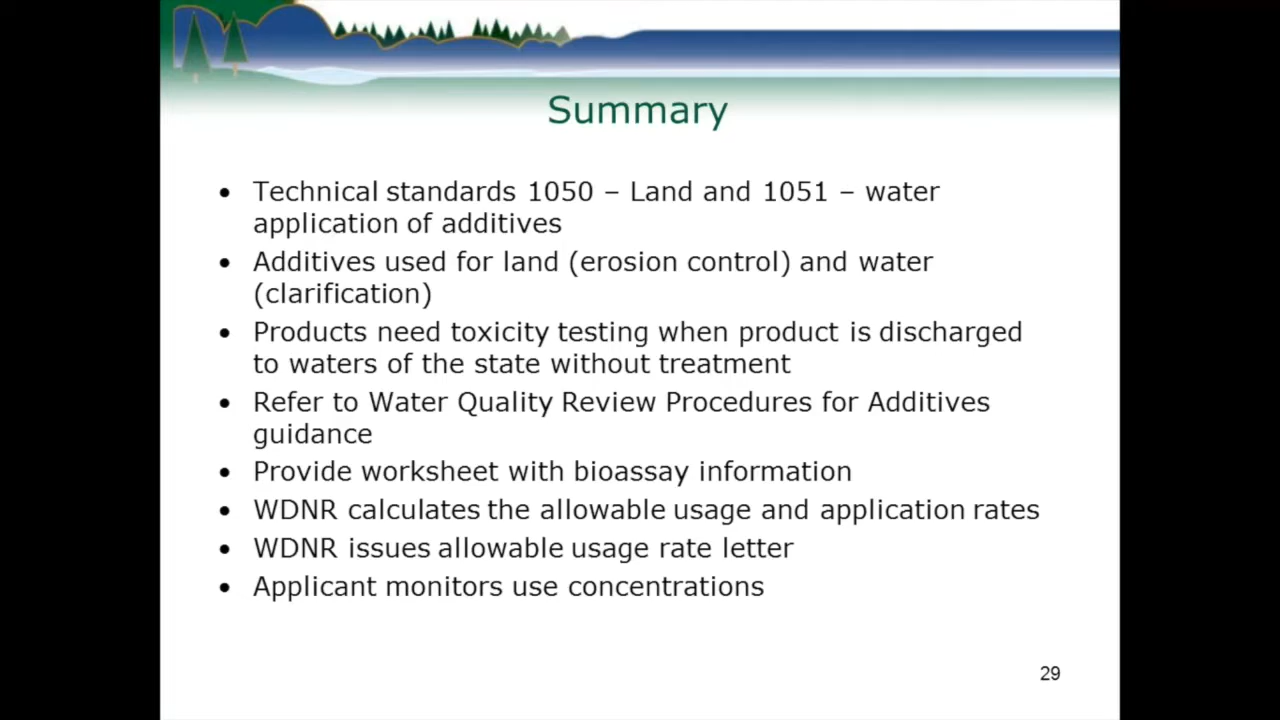 Summary
• Technical standards 1050 – Land and 1051 – water
application of additives
• Additives used for land (erosion control) and water
(clarification)
• Products need toxicity testing when product is discharged
to waters of the state without treatment
• Refer to Water Quality Review Procedures for Additives
guidance
• Provide worksheet with bioassay information
• WDNR calculates the allowable usage and application rates
• WDNR issues allowable usage rate letter
• Applicant monitors use concentrations
29